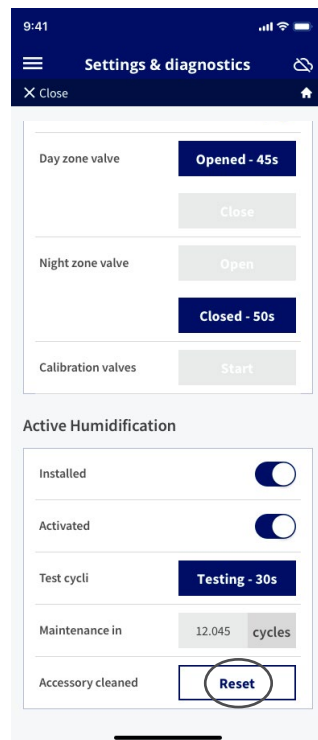 9:41
Settings & diagnostics
Close
Day zone valve
Opened - 45s
Close
Night zone valve
Open
Closed - 50s
Calibration valves
Start
Active Humidification
Installed
Activated
Test cycli
Testing - 30s
Maintenance in
12.045 cycles
Accessory cleaned
Reset